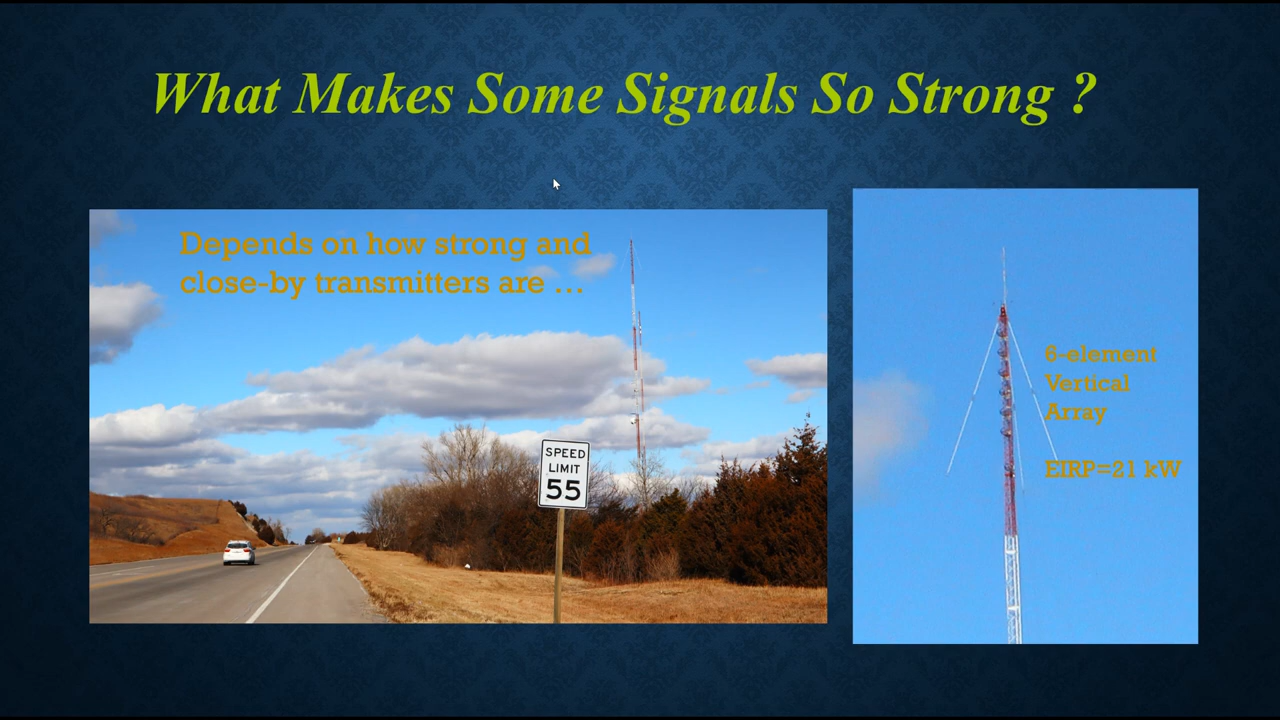 What Makes Some Signals So Strong ?
Depends on how strong and
close-by transmitters are ...
SPEED
LIMIT
55
6-element
Vertical
Array
EIRP=21 kW